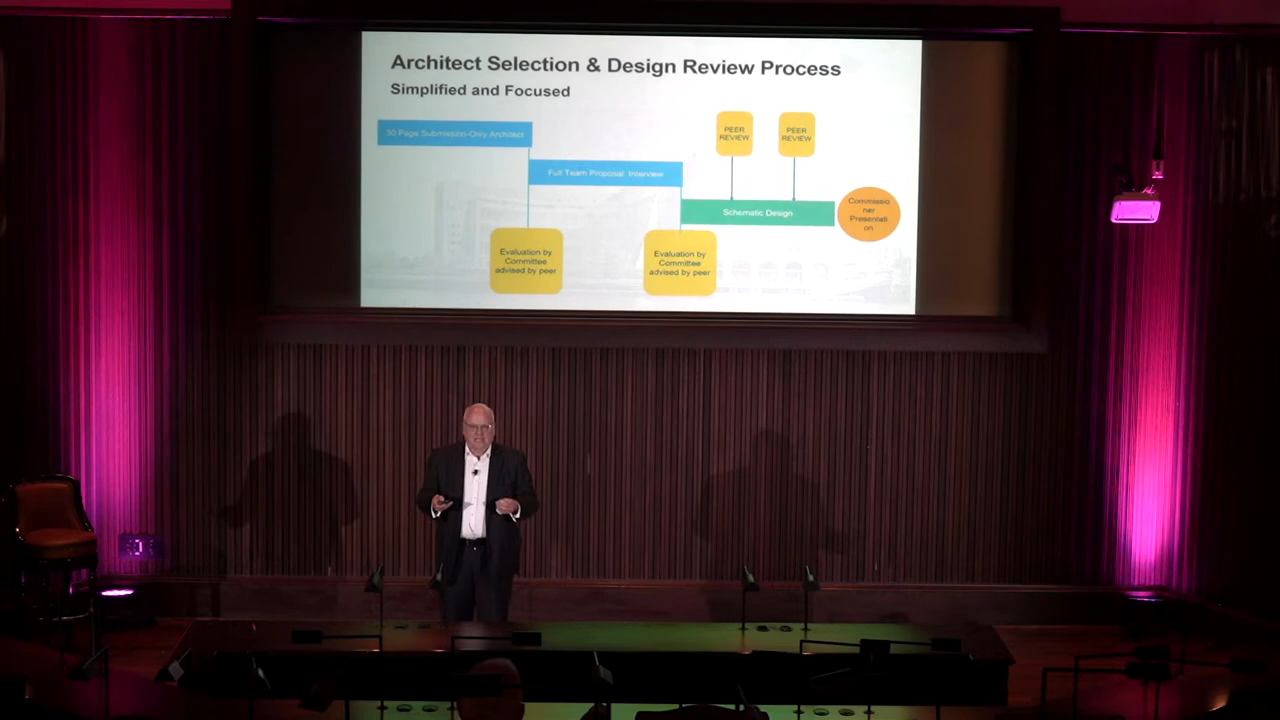 Architect Selection & Design Review Process
Simplified and Focused
30 Page Submission-Only Architect
Full Team Proposal Interview
PEER
REVIEW
PEER
REVIEW
Schematic Design
Commissio
ner
Presentati
on
Evaluation by
Committee
advised by peer
Evaluation by
Committee
advised by peer